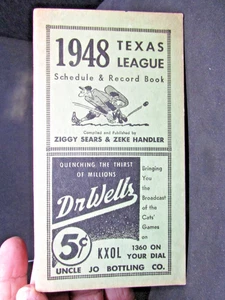 1948 TEXAS
LEAGUE
Schedule & Record Book
Compiled and Published by
ZIGGY SEARS & ZEKE HANDLER
QUENCHING THE THIRST
OF MILLIONS
Dr Wells
5¢
Bringing
You
the
Broadcast
of the
Cats'
Games
on
KXOL 1360 ON
YOUR DIAL
UNCLE JO BOTTLING CO.